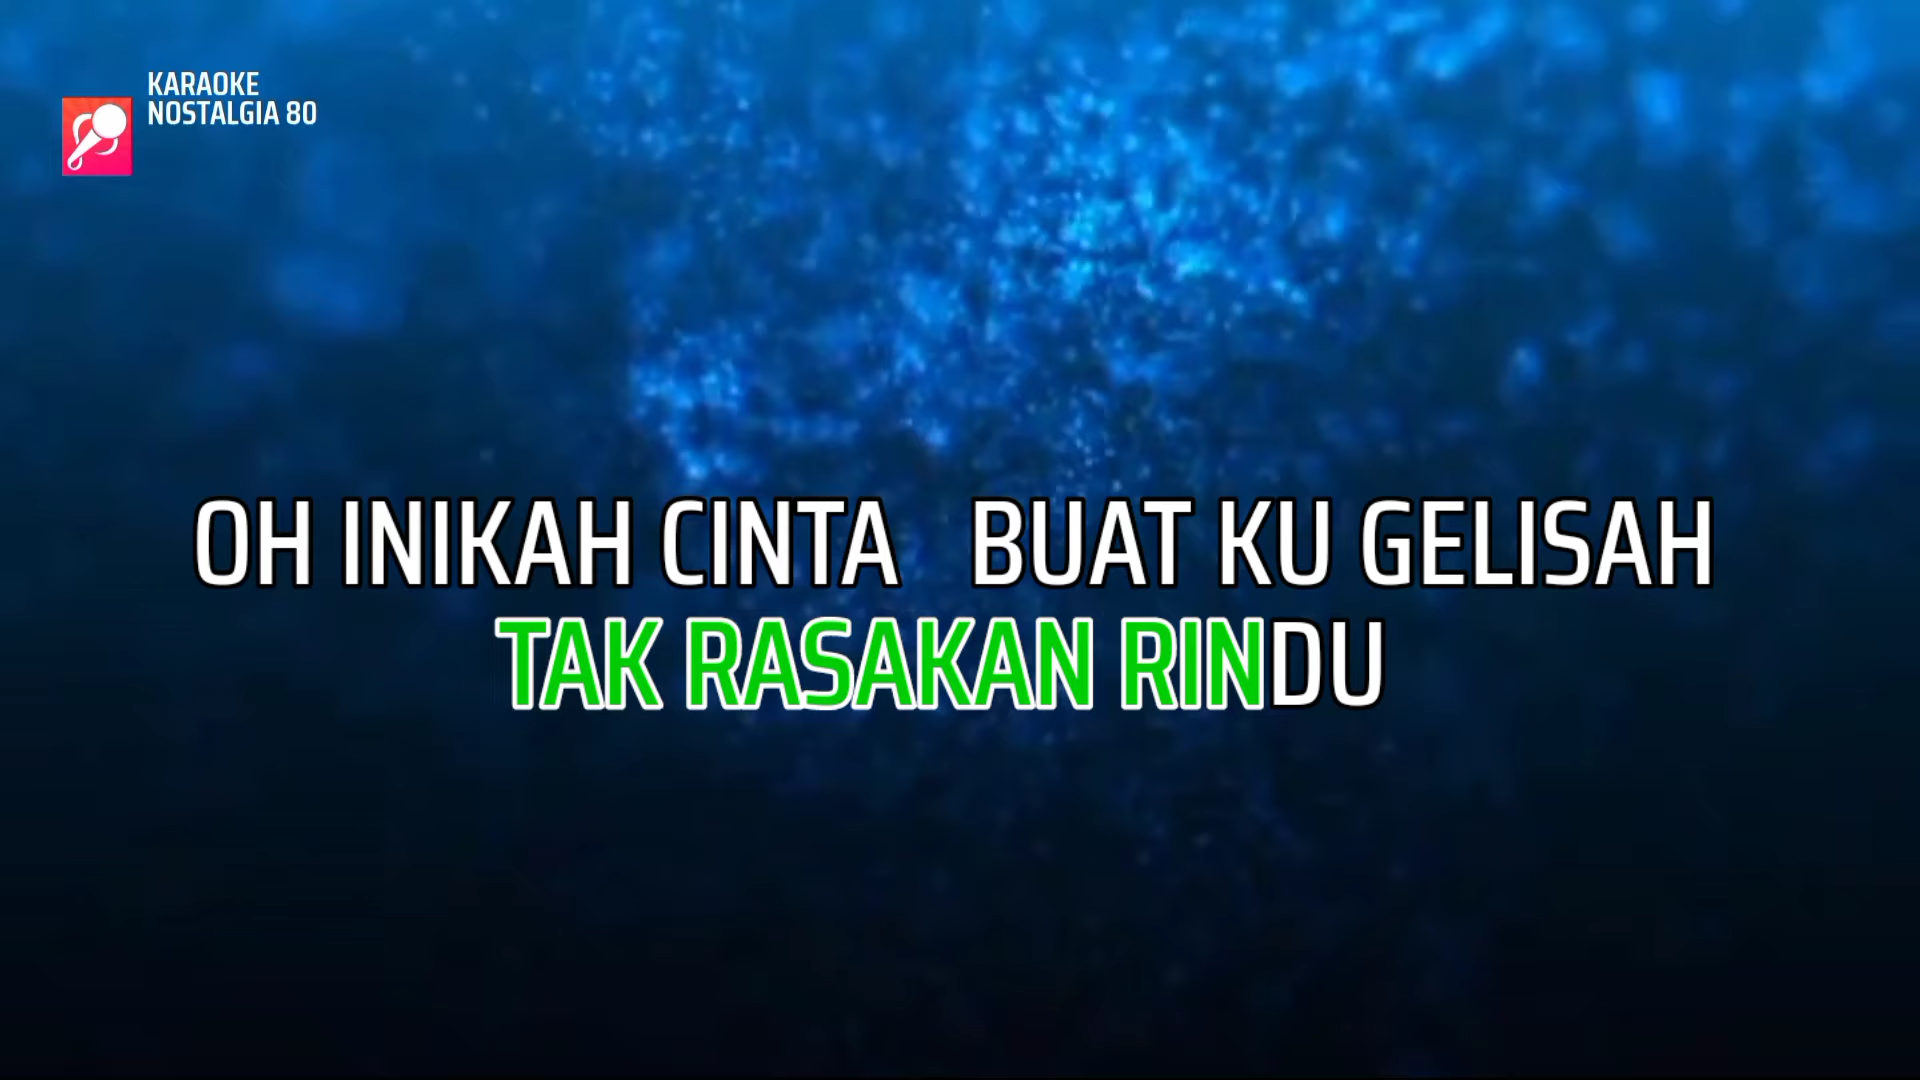 KARAOKE
NOSTALGIA 80
OH INIKAH CINTA   BUAT KU GELISAH
TAK RASAKAN RINDU